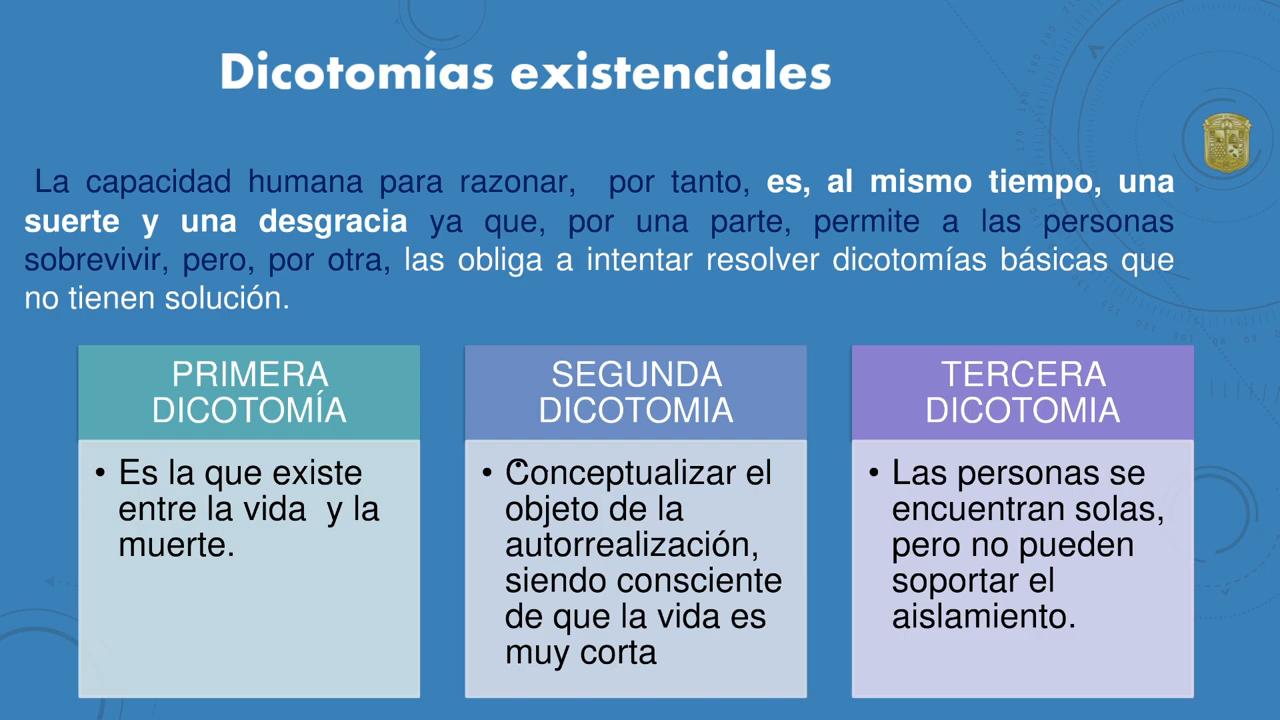 Dicotomías existenciales
La capacidad humana para razonar, por tanto, es, al mismo tiempo, una
suerte y una desgracia ya que, por una parte, permite a las personas
sobrevivir, pero, por otra, las obliga a intentar resolver dicotomías básicas que
no tienen solución.
PRIMERA
DICOTOMÍA
• Es la que existe
entre la vida y la
muerte.
SEGUNDA
DICOTOMIA
• Conceptualizar el
objeto de la
autorrealización,
siendo consciente
de que la vida es
muy corta
TERCERA
DICOTOMIA
• Las personas se
encuentran solas,
pero no pueden
soportar el
aislamiento.